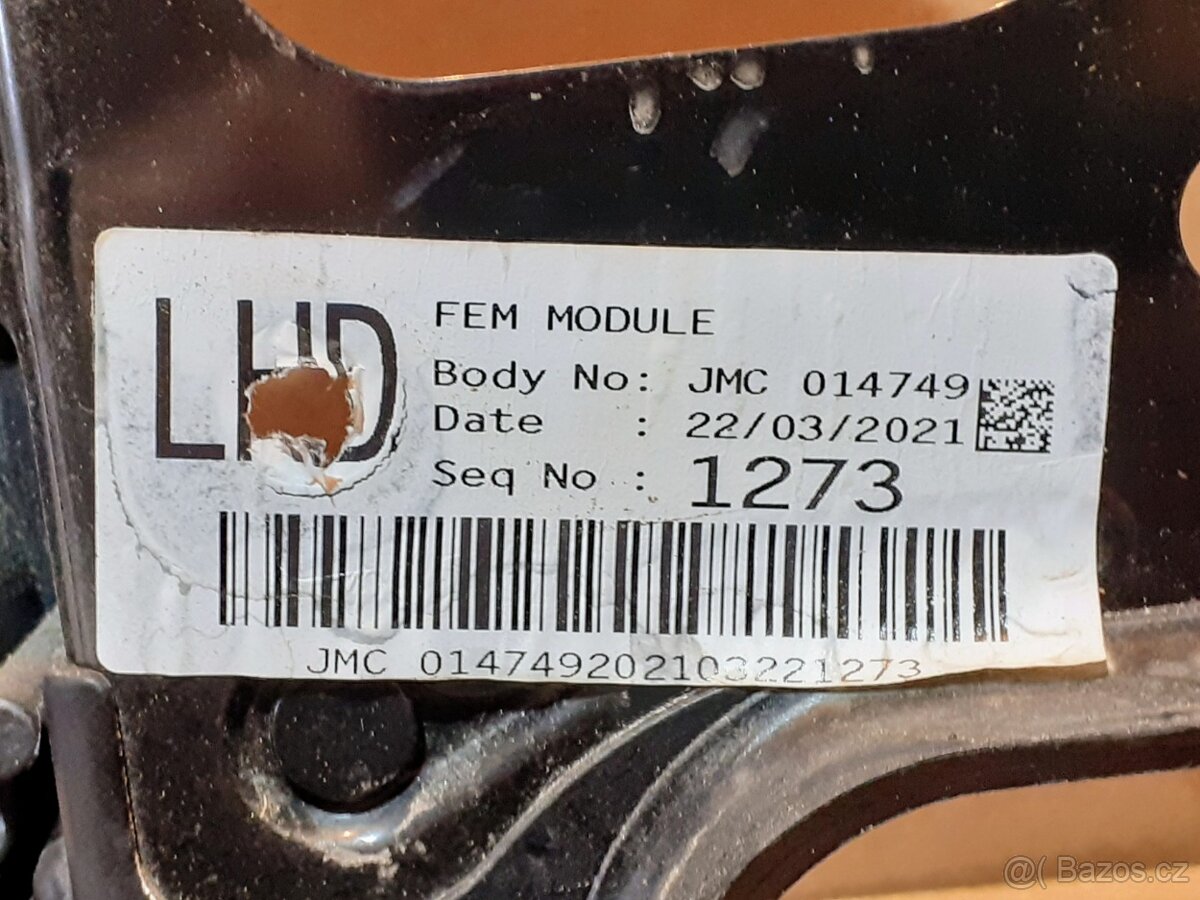 LHD
FEM MODULE
Body No: JMC 014749
Date : 22/03/2021
Seq No : 1273
JMC 014749202103221273
@( Bazos.cz